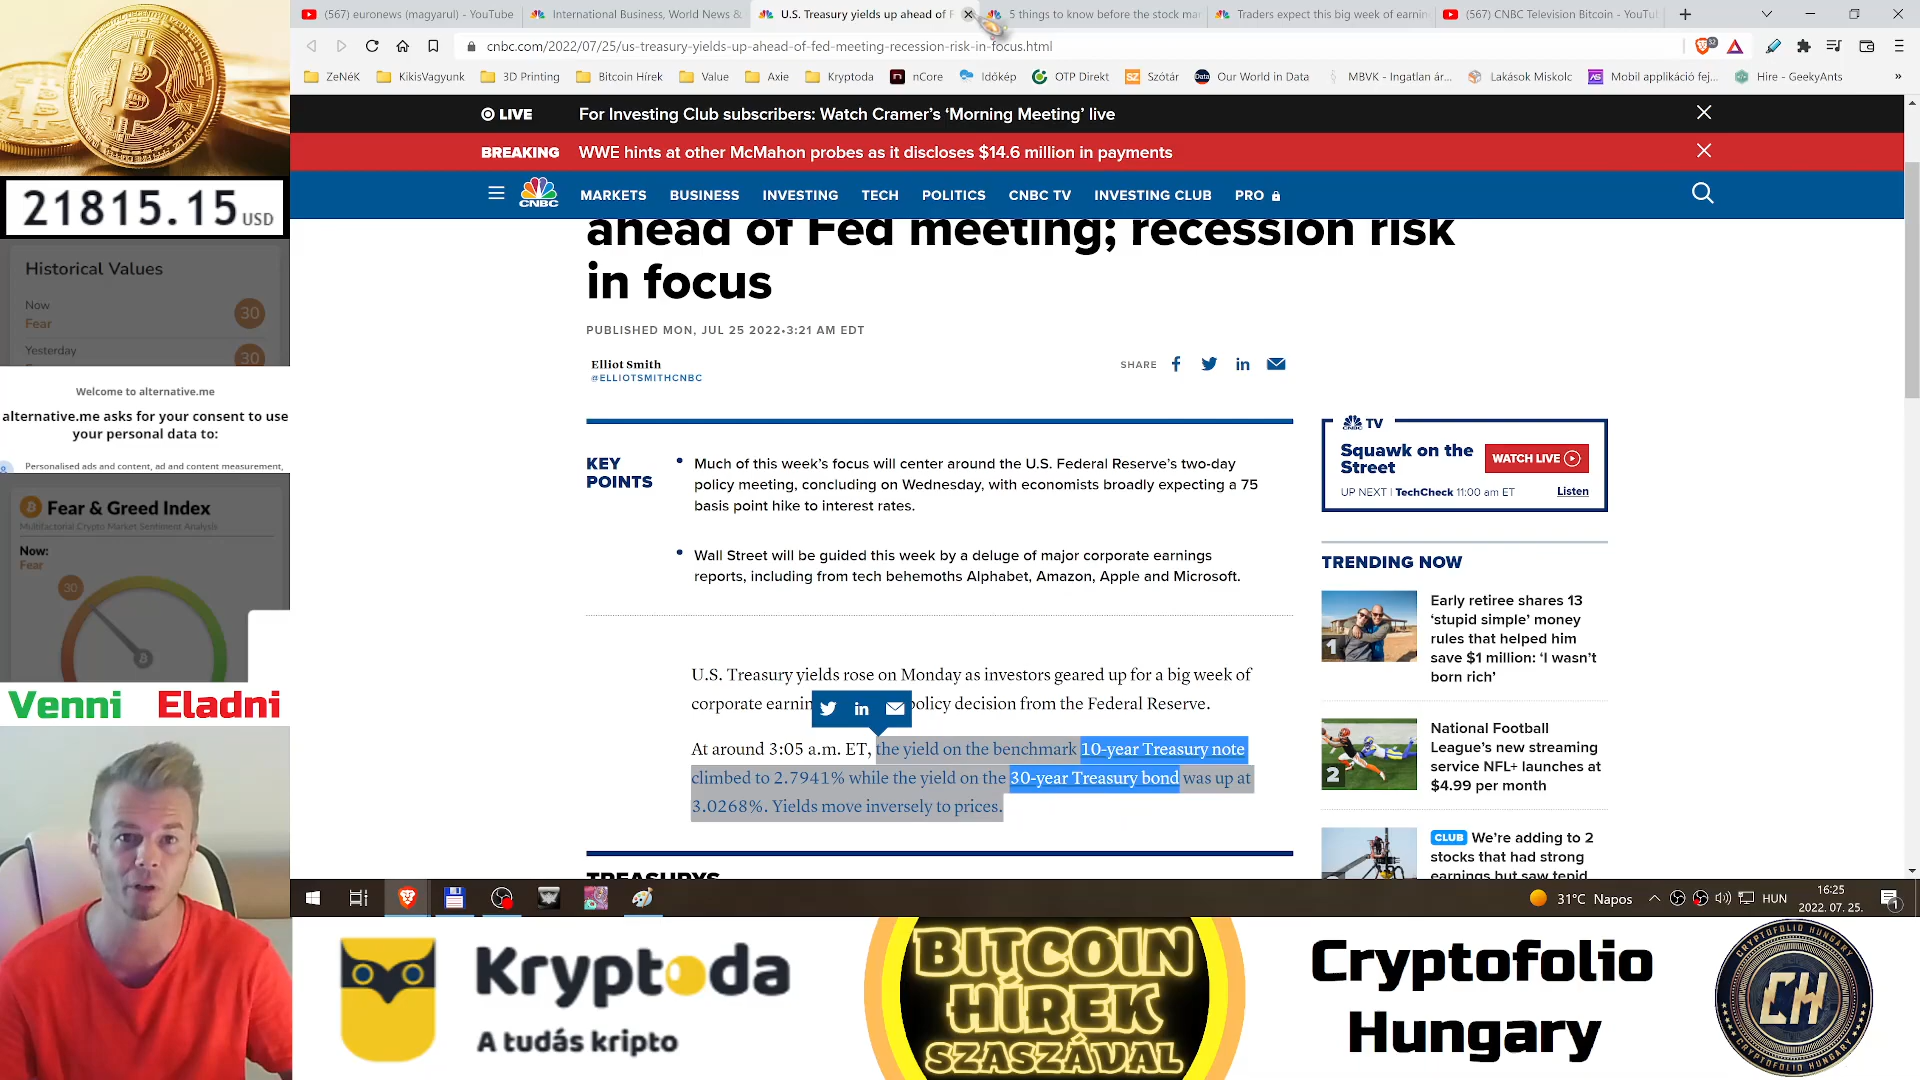 (567) euronews (magyarul) - YouTube
International Business, World News &
U.S. Treasury yields up ahead of F
5 things to know before the stock mar
Traders expect this big week of earnin
(567) CNBC Television Bitcoin - YouTu
cnbc.com/2022/07/25/us-treasury-yields-up-ahead-of-fed-meeting-recession-risk-in-focus.html
ZeNéK
KikisVagyunk
3D Printing
Bitcoin Hírek
Value
Axie
Kryptoda
nCore
Időkép
OTP Direkt
Szótár
Our World in Data
MBVK - Ingatlan ár...
Lakások Miskolc
Mobil applikáció fej...
Hire - GeekyAnts
LIVE
For Investing Club subscribers: Watch Cramer's ‘Morning Meeting’ live
BREAKING
WWE hints at other McMahon probes as it discloses $14.6 million in payments
CNBC
MARKETS
BUSINESS
INVESTING
TECH
POLITICS
CNBC TV
INVESTING CLUB
PRO
ahead of Fed meeting; recession risk
in focus
PUBLISHED MON, JUL 25 2022•3:21 AM EDT
Elliot Smith
@ELLIOTSMITHCNBC
SHARE
KEY
POINTS
Much of this week’s focus will center around the U.S. Federal Reserve’s two-day
policy meeting, concluding on Wednesday, with economists broadly expecting a 75
basis point hike to interest rates.
Wall Street will be guided this week by a deluge of major corporate earnings
reports, including from tech behemoths Alphabet, Amazon, Apple and Microsoft.
U.S. Treasury yields rose on Monday as investors geared up for a big week of
corporate earnin policy decision from the Federal Reserve.
At around 3:05 a.m. ET, the yield on the benchmark 10-year Treasury note
climbed to 2.7941% while the yield on the 30-year Treasury bond was up at
3.0268%. Yields move inversely to prices.
TREASURYS
TV
Squawk on the
Street
WATCH LIVE
UP NEXT | TechCheck 11:00 am ET
Listen
TRENDING NOW
1
Early retiree shares 13
‘stupid simple’ money
rules that helped him
save $1 million: ‘I wasn’t
born rich’
2
National Football
League’s new streaming
service NFL+ launches at
$4.99 per month
CLUB We’re adding to 2
stocks that had strong
earnings but saw tepid
21815.15 USD
Historical Values
Now
Fear
30
Yesterday
30
Welcome to alternative.me
alternative.me asks for your consent to use
your personal data to:
Personalised ads and content, ad and content measurement,
Fear & Greed Index
Multifactorial Crypto Market Sentiment Analysis
Now:
Fear
30
Venni Eladni
31°C Napos
HUN
16:25
2022. 07. 25.
1
Kryptoda
A tudás kripto
BITCOIN
HÍREK
SZASZÁVAL
Cryptofolio
Hungary
CRYPTOFOLIO HUNGARY
CH
CRYPTOFOLIO HUNGARY